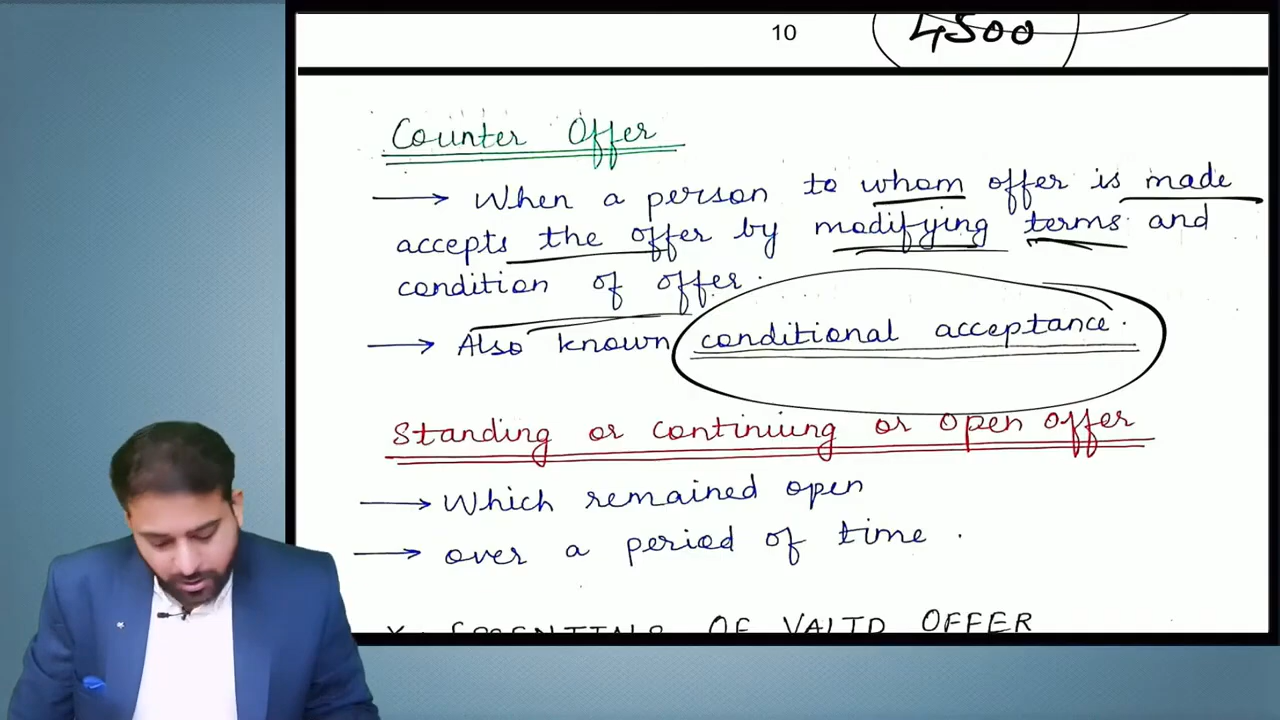 10
4500
Counter Offer
→ When a person to whom offer is made
accepts the offer by modifying terms and
condition of offer.
→ Also known conditional acceptance.
Standing or continuing or open offer
→ Which remained open
→ over a period of time.
OF VALID OFFER